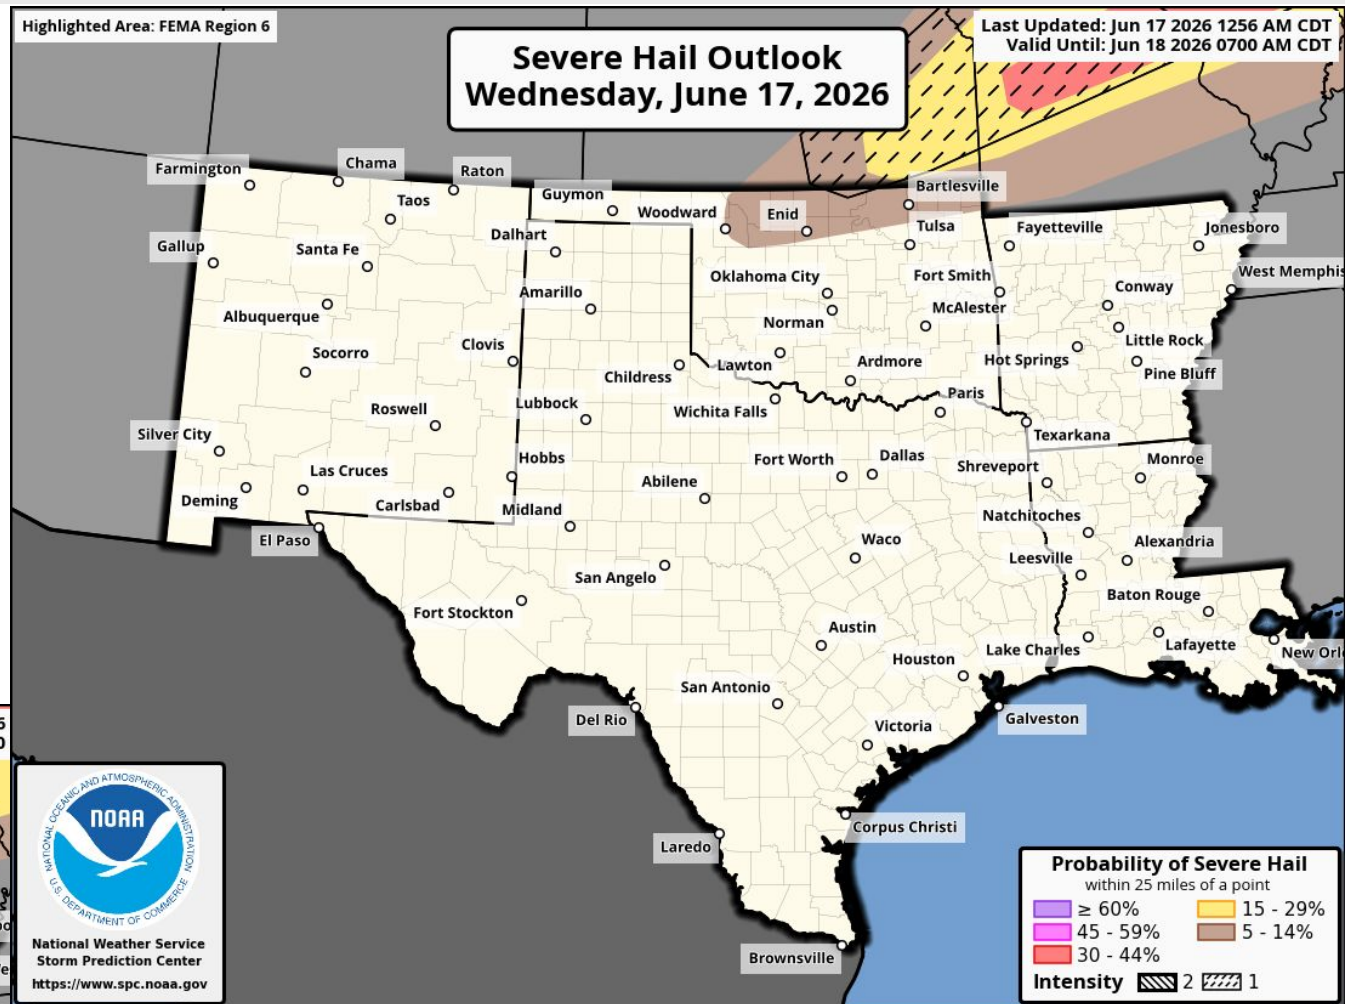 Highlighted Area: FEMA Region 6
Severe Hail Outlook
Wednesday, June 17, 2026
Last Updated: Jun 17 2026 1256 AM CDT
Valid Until: Jun 18 2026 0700 AM CDT
Farmington
Chama
Raton
Taos
Guymon
Woodward
Enid
Bartlesville
Gallup
Santa Fe
Dalhart
Tulsa
Fayetteville
Jonesboro
Albuquerque
Amarillo
Oklahoma City
Fort Smith
Conway
West Memphis
Norman
McAlester
Socorro
Clovis
Childress
Lawton
Ardmore
Hot Springs
Little Rock
Pine Bluff
Roswell
Lubbock
Wichita Falls
Paris
Silver City
Texarkana
Las Cruces
Hobbs
Abilene
Fort Worth
Dallas
Shreveport
Monroe
Deming
Carlsbad
Midland
Natchitoches
El Paso
San Angelo
Waco
Leesville
Alexandria
Fort Stockton
Baton Rouge
Austin
Houston
Lake Charles
Lafayette
New Orl
San Antonio
Del Rio
Victoria
Galveston
Corpus Christi
Laredo
Brownsville
NATIONAL OCEANIC AND ATMOSPHERIC ADMINISTRATION
NOAA
U.S. DEPARTMENT OF COMMERCE
National Weather Service
Storm Prediction Center
https://www.spc.noaa.gov
Probability of Severe Hail
within 25 miles of a point
≥ 60%
15 - 29%
45 - 59%
5 - 14%
30 - 44%
Intensity 2 1